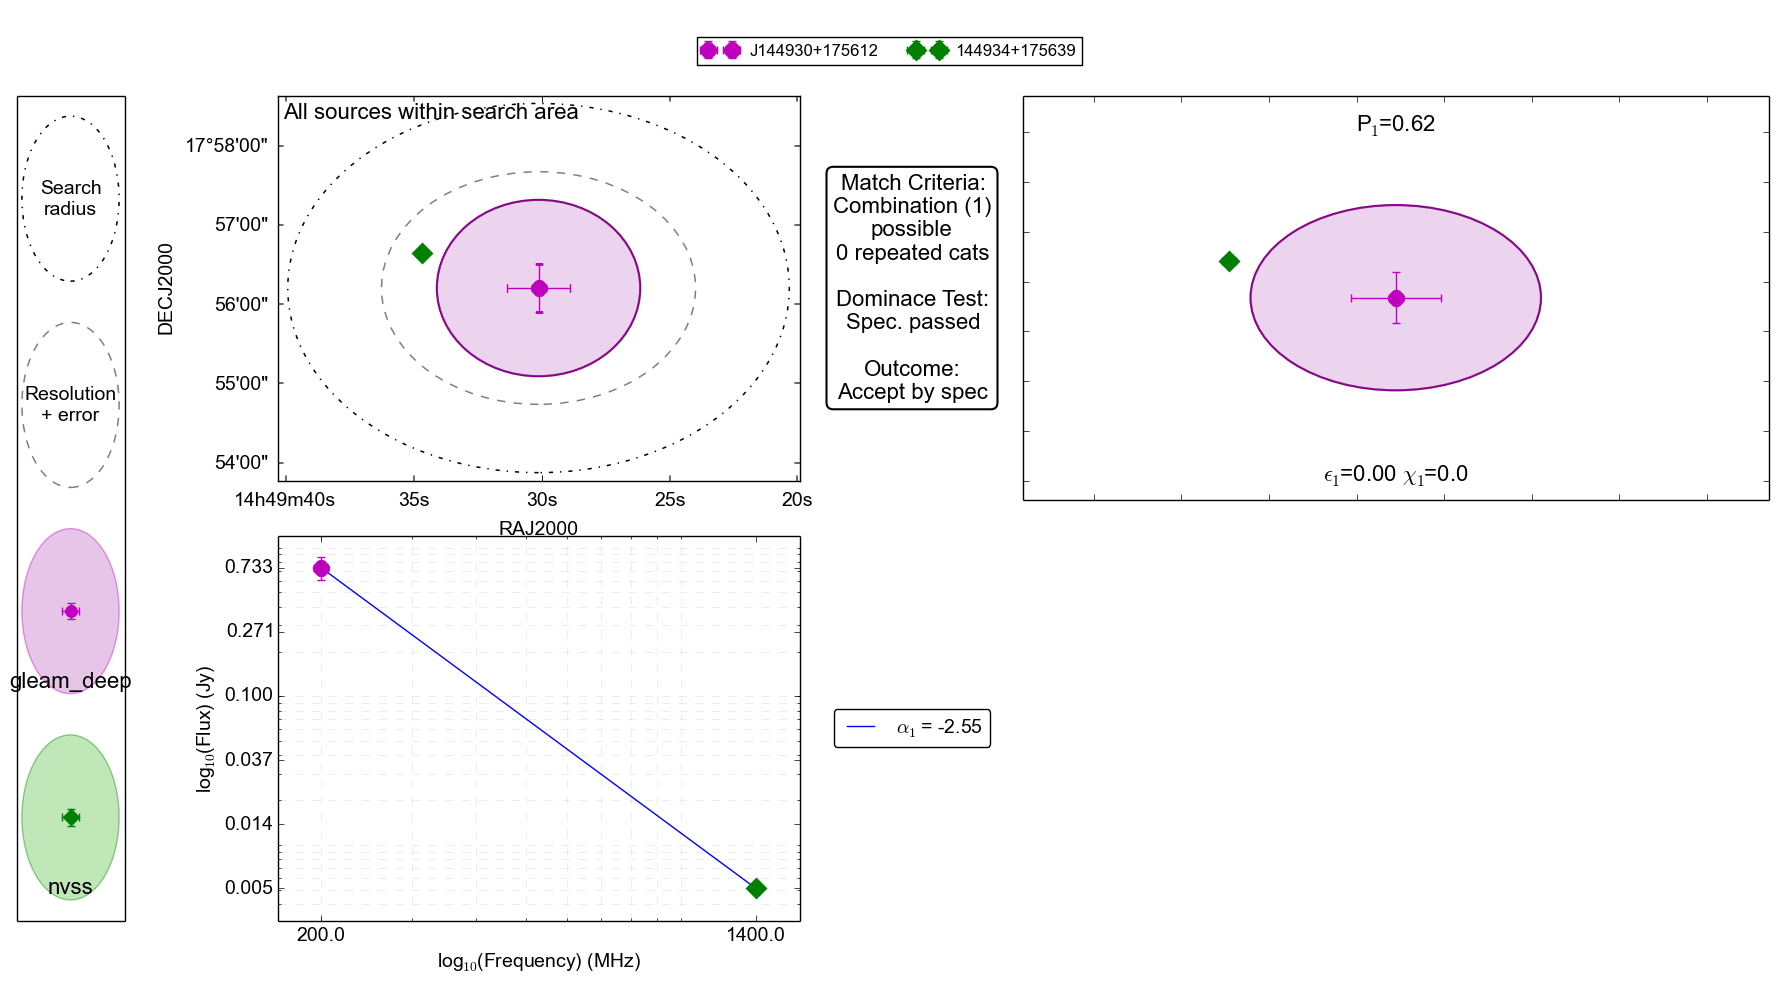 J144930+175612
144934+175639
Search
radius
Resolution
+ error
gleam_deep
nvss
All sources within search area
DECJ2000
17°58'00"
57'00"
56'00"
55'00"
54'00"
14h49m40s
35s
30s
25s
20s
RAJ2000
Match Criteria:
Combination (1)
possible
0 repeated cats
Dominace Test:
Spec. passed
Outcome:
Accept by spec
P₁=0.62
ϵ₁=0.00 χ₁=0.0
log₁₀(Flux) (Jy)
0.733
0.271
0.100
0.037
0.014
0.005
200.0
1400.0
log₁₀(Frequency) (MHz)
α₁ = -2.55